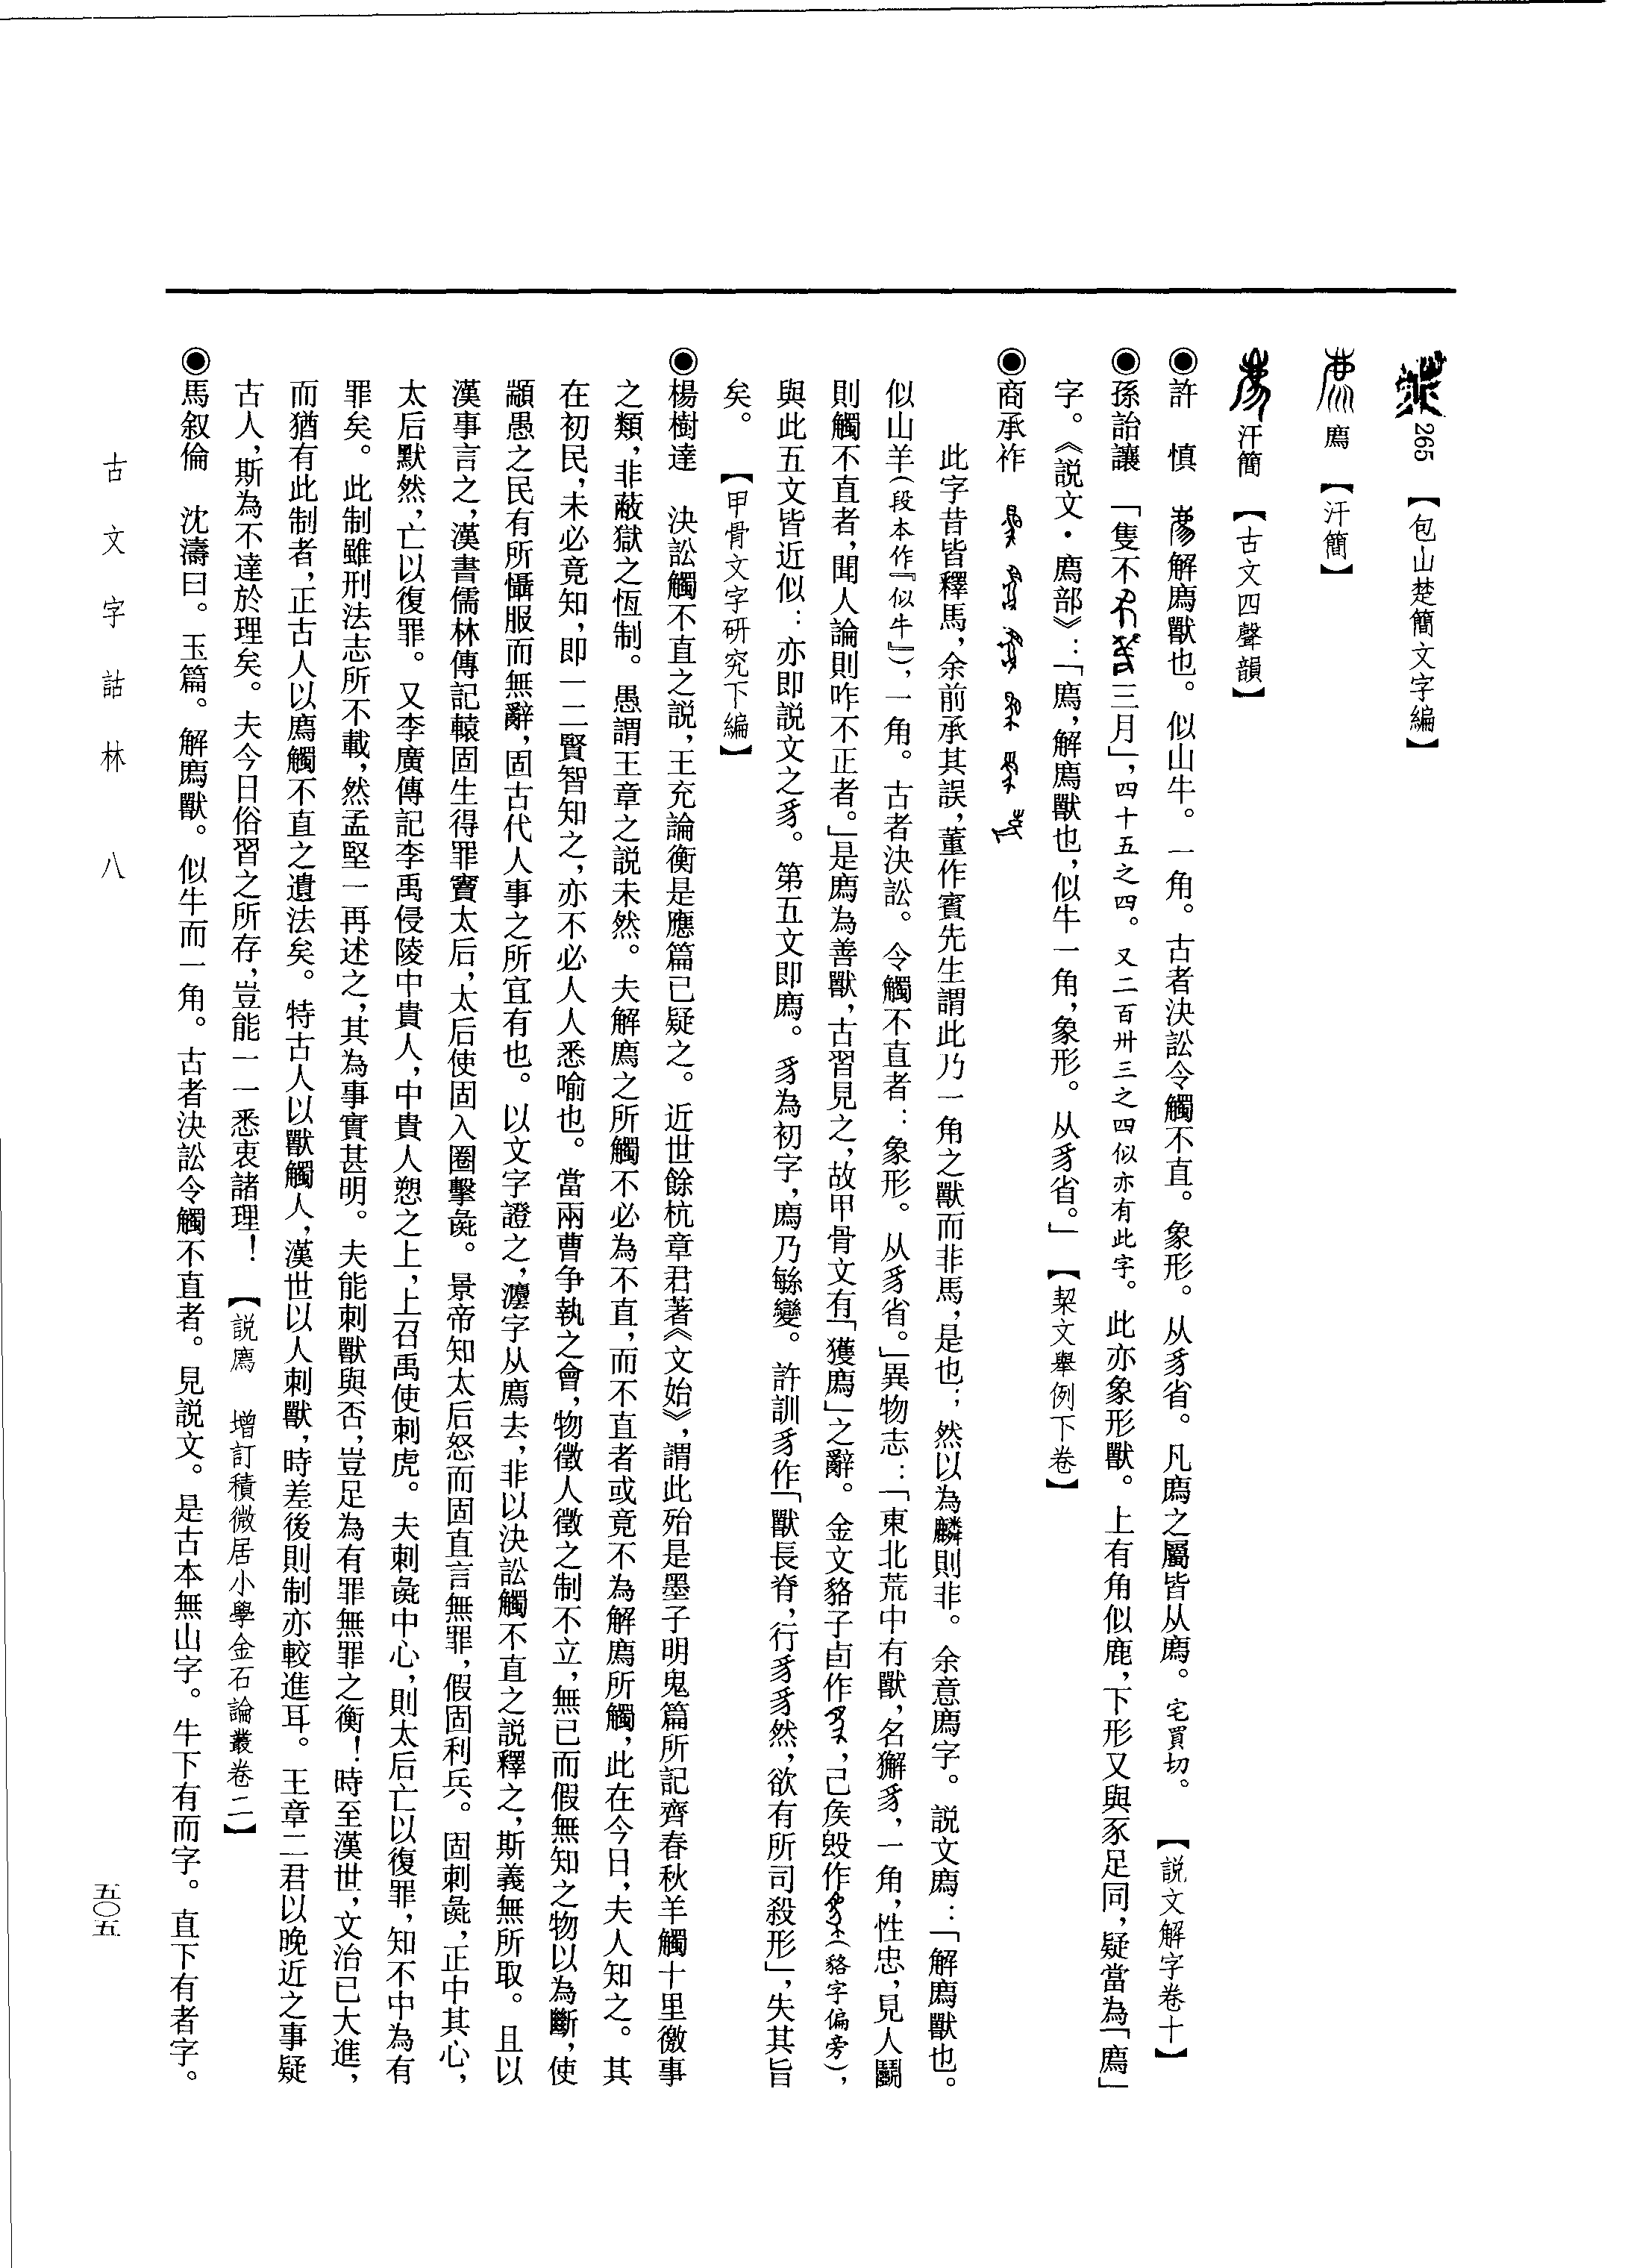 265 【包山楚簡文字編】
廌 【汗簡】
汗簡 【古文四聲韻】
◉許　慎　解廌獸也。似山牛。一角。古者決訟令觸不直。象形。从豸省。凡廌之屬皆从廌。宅買切。【說文解字卷十】
◉孫詒讓　「隻不三月」，四十五之四。又二百卅三之四似亦有此字。此亦象形獸。上有角似鹿，下形又與豕足同，疑當為「廌」
字。《說文·廌部》：「廌，解廌獸也，似牛一角，象形。从豸省。」【栔文舉例下卷】
◉商承祚
此字昔皆釋馬，余前承其誤，董作賓先生謂此乃一角之獸而非馬，是也；然以為麟則非。余意廌字。說文廌：「解廌獸也。
似山羊（段本作『似牛』），一角。古者決訟。令觸不直者：象形。从豸省。」異物志：「東北荒中有獸，名獬豸，一角，性忠，見人鬭
則觸不直者，聞人論則咋不正者。」是廌為善獸，古習見之，故甲骨文有「獲廌」之辭。金文貉子卣作，己侯毀作（貉字偏旁），
與此五文皆近似：亦即說文之豸。第五文即廌。豸為初字，廌乃緐變。許訓豸作「獸長脊，行豸豸然，欲有所司殺形」，失其旨
矣。【甲骨文字研究下編】
◉楊樹達　決訟觸不直之說，王充論衡是應篇已疑之。近世餘杭章君著《文始》，謂此殆是墨子明鬼篇所記齊春秋羊觸十里徼事
之類，非蔽獄之恆制。愚謂王章之說未然。夫解廌之所觸不必為不直，而不直者或竟不為解廌所觸，此在今日，夫人知之。其
在初民，未必竟知，即一二賢智知之，亦不必人人悉喻也。當兩曹争執之會，物徵人徵之制不立，無已而假無知之物以為斷，使
顓愚之民有所懾服而無辭，固古代人事之所宜有也。以文字證之，灋字从廌去，非以決訟觸不直之說釋之，斯義無所取。且以
漢事言之，漢書儒林傳記轅固生得罪竇太后，太后使固入圈擊彘。景帝知太后怒而固直言無罪，假固利兵。固刺彘，正中其心，
太后默然，亡以復罪。又李廣傳記李禹侵陵中貴人，中貴人愬之上，上召禹使刺虎。夫刺彘中心，則太后亡以復罪，知不中為有
罪矣。此制雖刑法志所不載，然孟堅一再述之，其為事實甚明。夫能刺獸與否，豈足為有罪無罪之衡！時至漢世，文治已大進，
而猶有此制者，正古人以廌觸不直之遺法矣。特古人以獸觸人，漢世以人刺獸，時差後則制亦較進耳。王章二君以晚近之事疑
古人，斯為不達於理矣。夫今日俗習之所存，豈能一一悉衷諸理！【說廌　增訂積微居小學金石論叢卷二】
◉馬叙倫　沈濤曰。玉篇。解廌獸。似牛而一角。古者決訟令觸不直者。見說文。是古本無山字。牛下有而字。直下有者字。
古文字詁林　八
五〇五